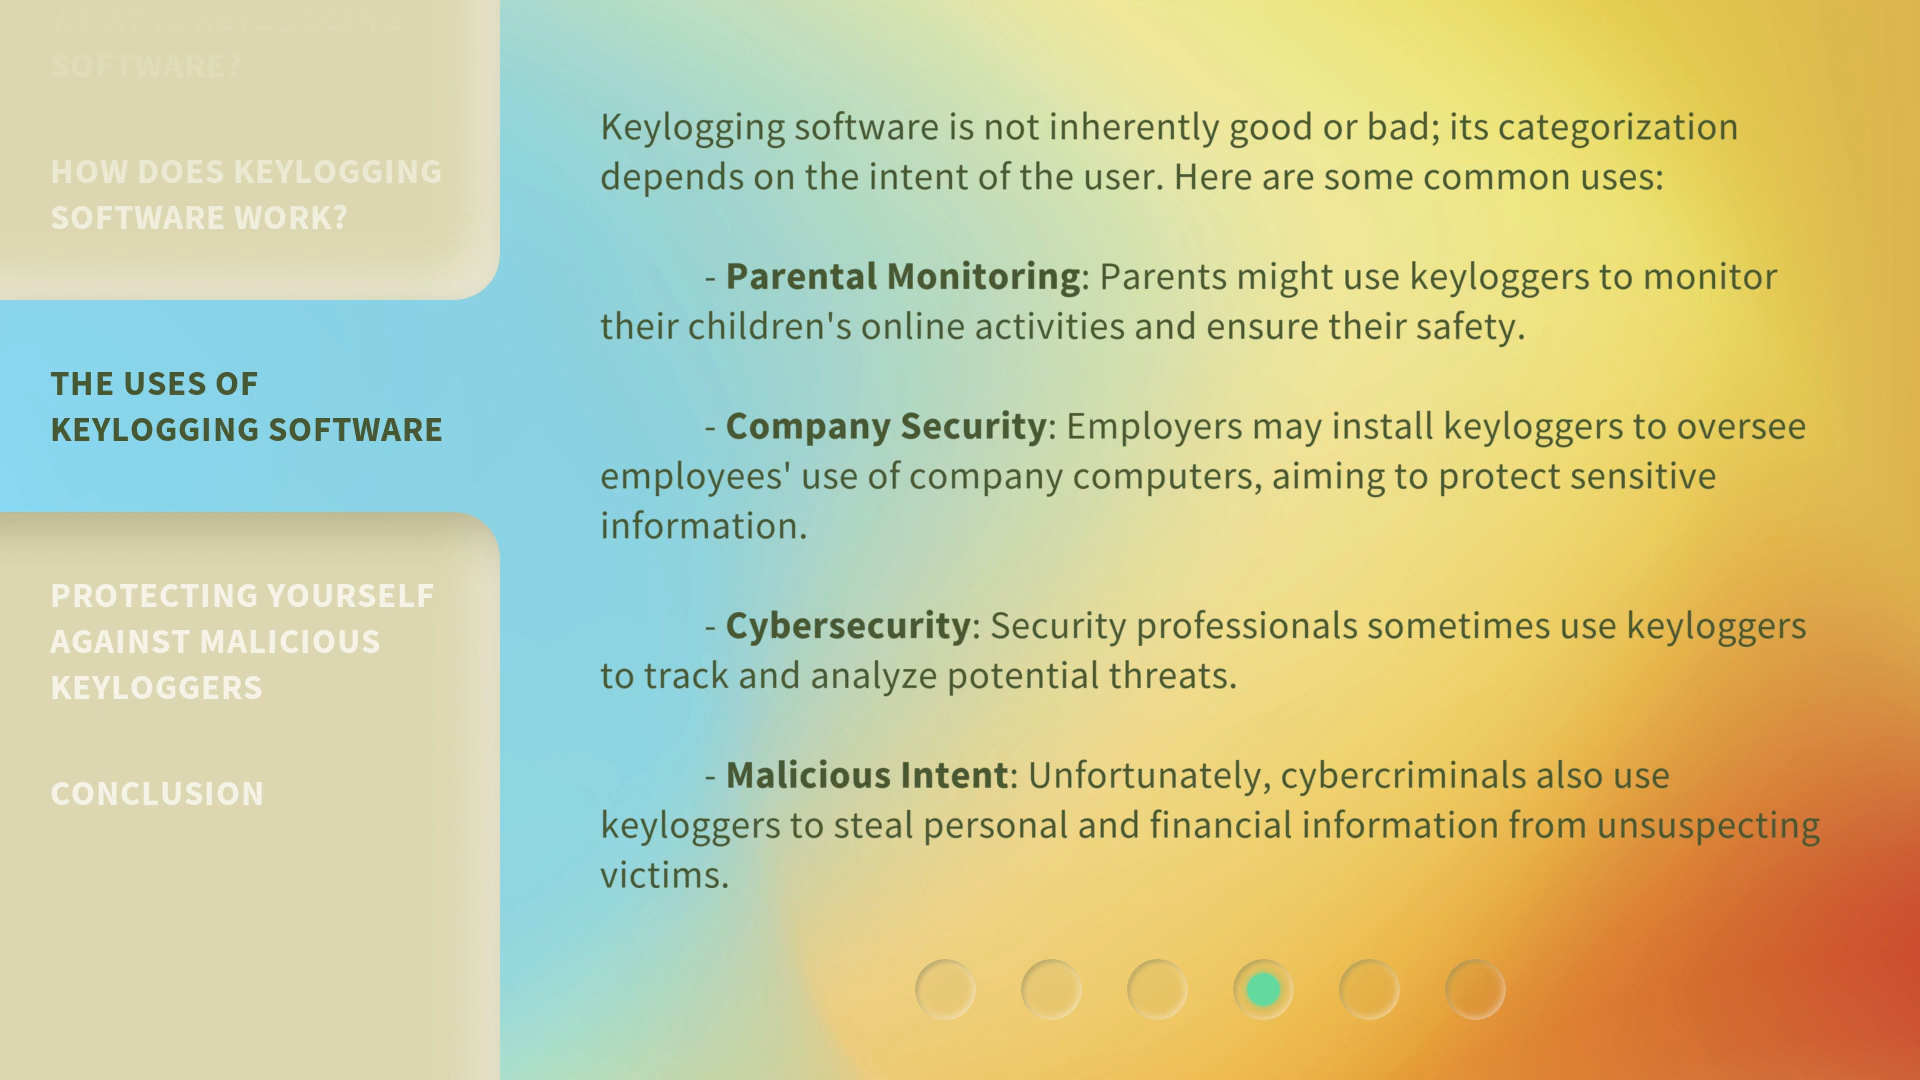 WHAT IS KEYLOGGING
SOFTWARE?
HOW DOES KEYLOGGING
SOFTWARE WORK?
THE USES OF
KEYLOGGING SOFTWARE
PROTECTING YOURSELF
AGAINST MALICIOUS
KEYLOGGERS
CONCLUSION
Keylogging software is not inherently good or bad; its categorization
depends on the intent of the user. Here are some common uses:
- Parental Monitoring: Parents might use keyloggers to monitor
their children's online activities and ensure their safety.
- Company Security: Employers may install keyloggers to oversee
employees' use of company computers, aiming to protect sensitive
information.
- Cybersecurity: Security professionals sometimes use keyloggers
to track and analyze potential threats.
- Malicious Intent: Unfortunately, cybercriminals also use
keyloggers to steal personal and financial information from unsuspecting
victims.